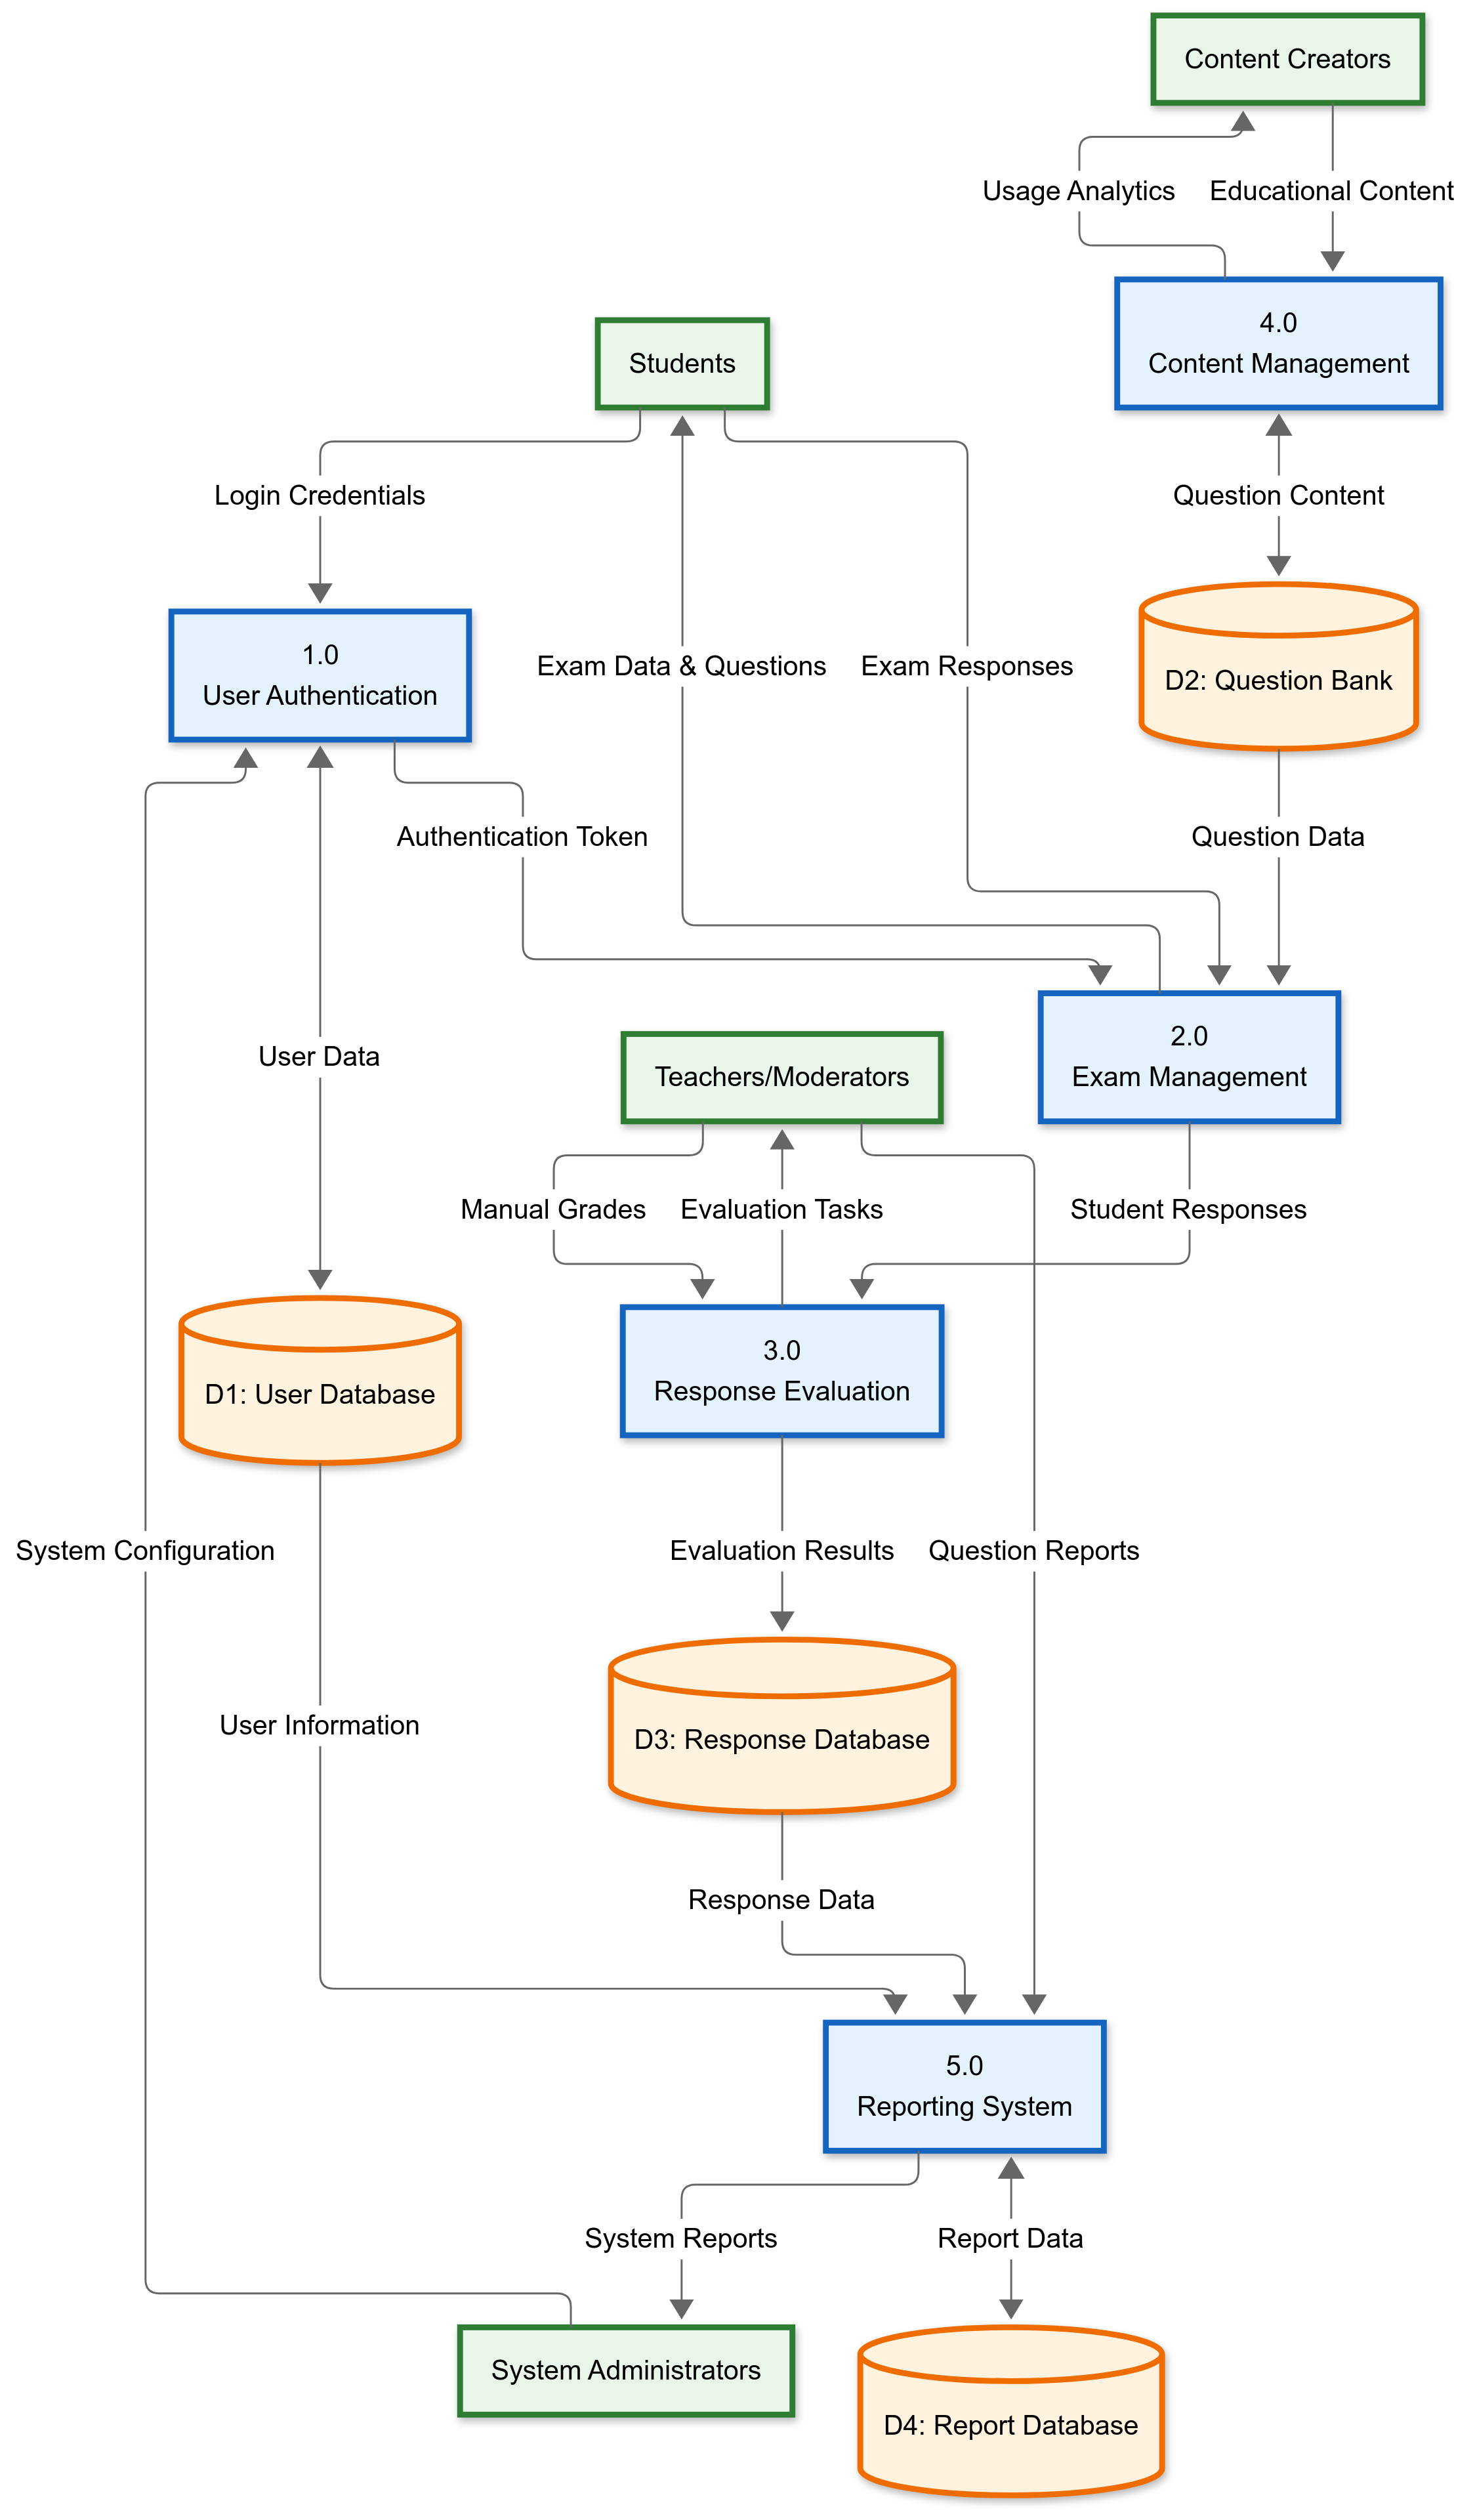 Content Creators
Usage Analytics
Educational Content
4.0
Content Management
Students
Login Credentials
Question Content
1.0
User Authentication
Exam Data & Questions
Exam Responses
D2: Question Bank
Authentication Token
Question Data
2.0
Exam Management
User Data
Teachers/Moderators
Manual Grades
Evaluation Tasks
Student Responses
3.0
Response Evaluation
D1: User Database
System Configuration
Evaluation Results
Question Reports
User Information
D3: Response Database
Response Data
5.0
Reporting System
System Reports
Report Data
System Administrators
D4: Report Database